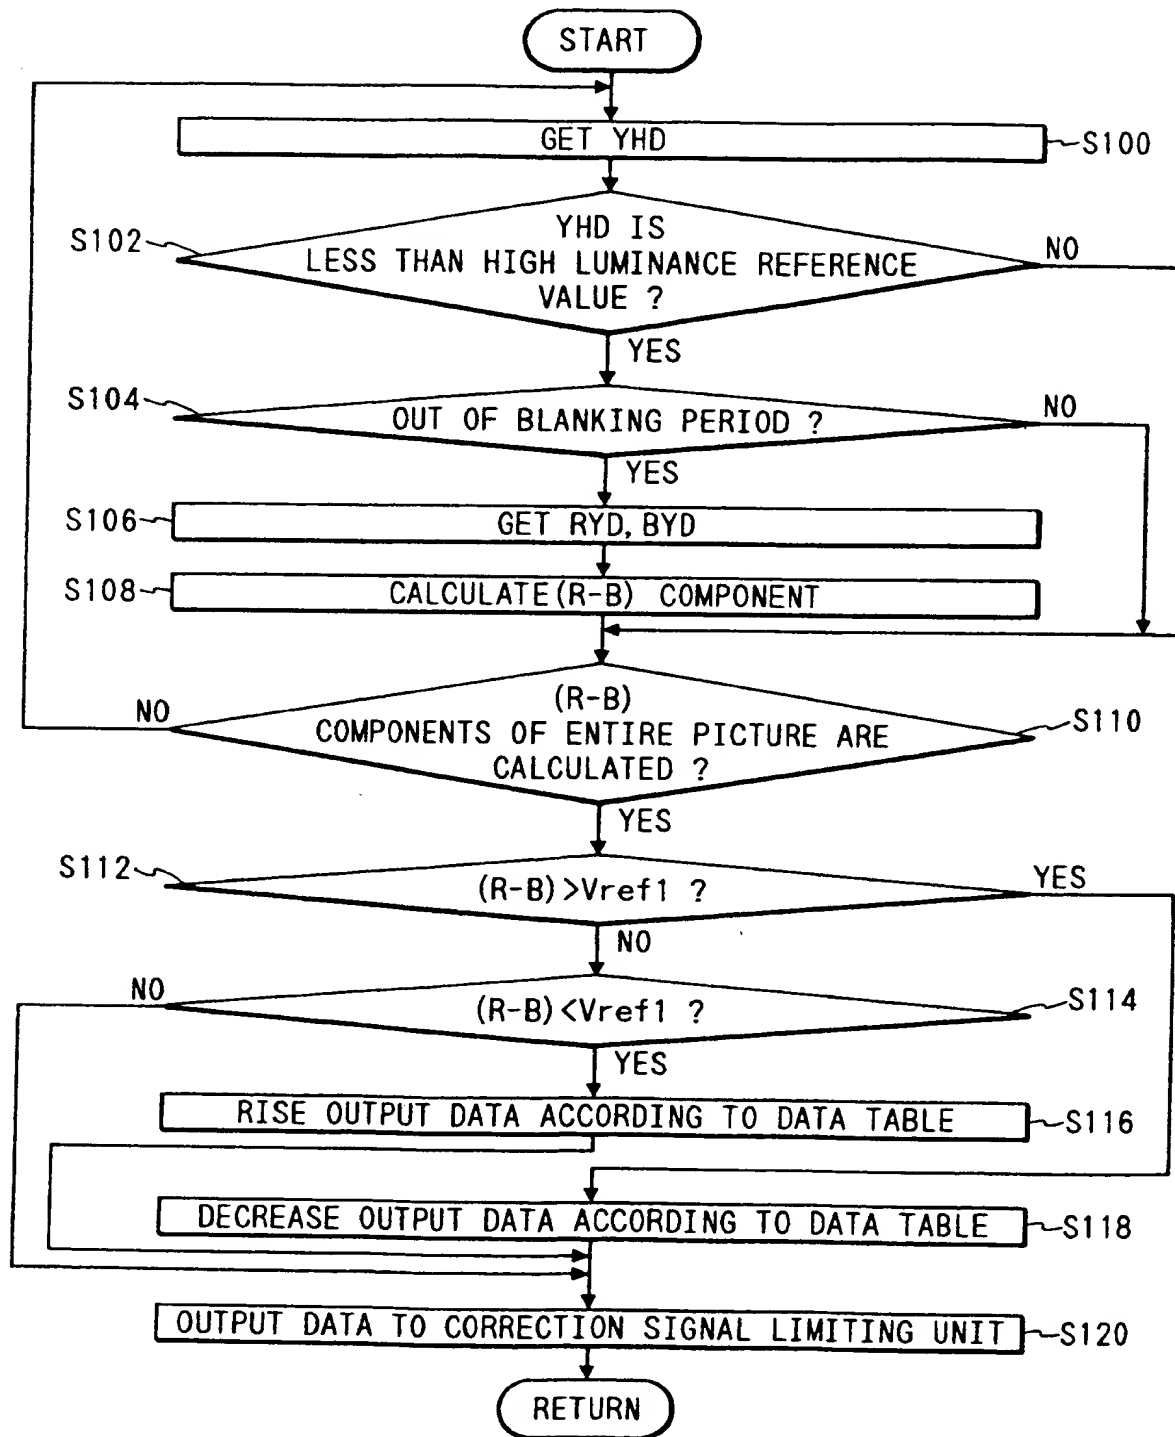 START
GET YHD
S100
S102
YHD IS
LESS THAN HIGH LUMINANCE REFERENCE
VALUE ?
NO
YES
S104
OUT OF BLANKING PERIOD ?
NO
YES
S106
GET RYD, BYD
S108
CALCULATE(R-B) COMPONENT
NO
(R-B)
COMPONENTS OF ENTIRE PICTURE ARE
CALCULATED ?
S110
YES
S112
(R-B)>Vref1 ?
YES
NO
NO
(R-B)<Vref1 ?
S114
YES
RISE OUTPUT DATA ACCORDING TO DATA TABLE
S116
DECREASE OUTPUT DATA ACCORDING TO DATA TABLE
S118
OUTPUT DATA TO CORRECTION SIGNAL LIMITING UNIT
S120
RETURN